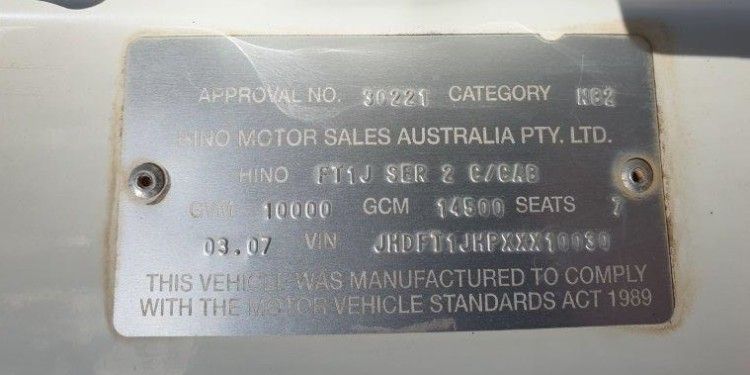 APPROVAL NO. 30221 CATEGORY NB2
HINO MOTOR SALES AUSTRALIA PTY. LTD.
HINO FT1J SER 2 C/CAB
GVM 10000 GCM 14500 SEATS 7
03.07 VIN JHDFT1JHPXXX10030
THIS VEHICLE WAS MANUFACTURED TO COMPLY
WITH THE MOTOR VEHICLE STANDARDS ACT 1989